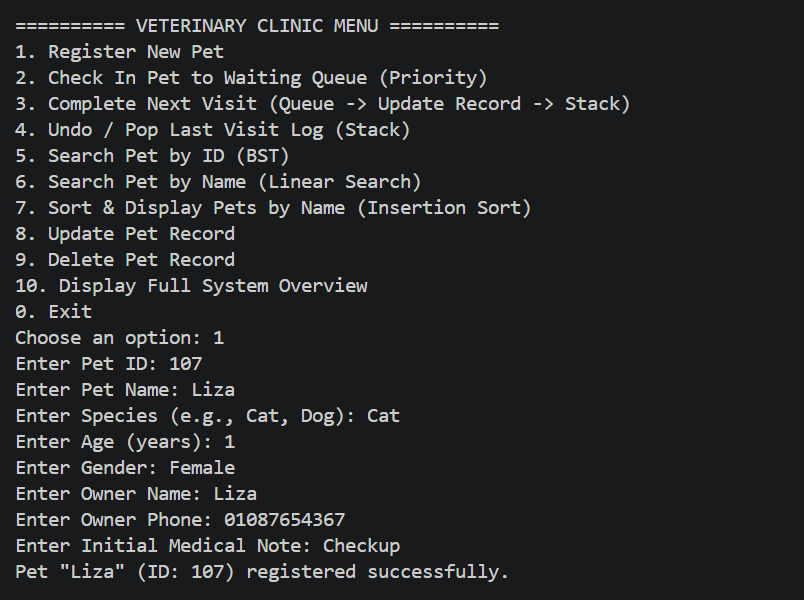 ========== VETERINARY CLINIC MENU ==========
1. Register New Pet
2. Check In Pet to Waiting Queue (Priority)
3. Complete Next Visit (Queue -> Update Record -> Stack)
4. Undo / Pop Last Visit Log (Stack)
5. Search Pet by ID (BST)
6. Search Pet by Name (Linear Search)
7. Sort & Display Pets by Name (Insertion Sort)
8. Update Pet Record
9. Delete Pet Record
10. Display Full System Overview
0. Exit
Choose an option: 1
Enter Pet ID: 107
Enter Pet Name: Liza
Enter Species (e.g., Cat, Dog): Cat
Enter Age (years): 1
Enter Gender: Female
Enter Owner Name: Liza
Enter Owner Phone: 01087654367
Enter Initial Medical Note: Checkup
Pet "Liza" (ID: 107) registered successfully.